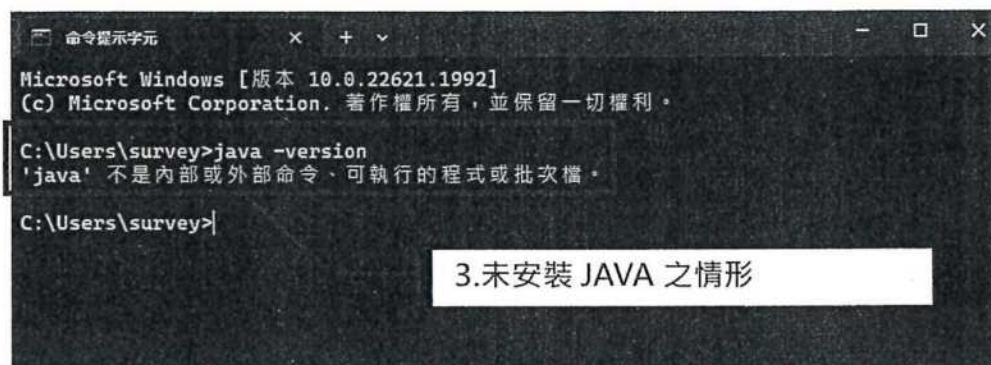 命令提示字元
Microsoft Windows [版本 10.0.22621.1992]
(c) Microsoft Corporation. 著作權所有，並保留一切權利。
C:\Users\survey>java -version
'java' 不是內部或外部命令、可執行的程式或批次檔。
C:\Users\survey>
3.未安裝 JAVA 之情形